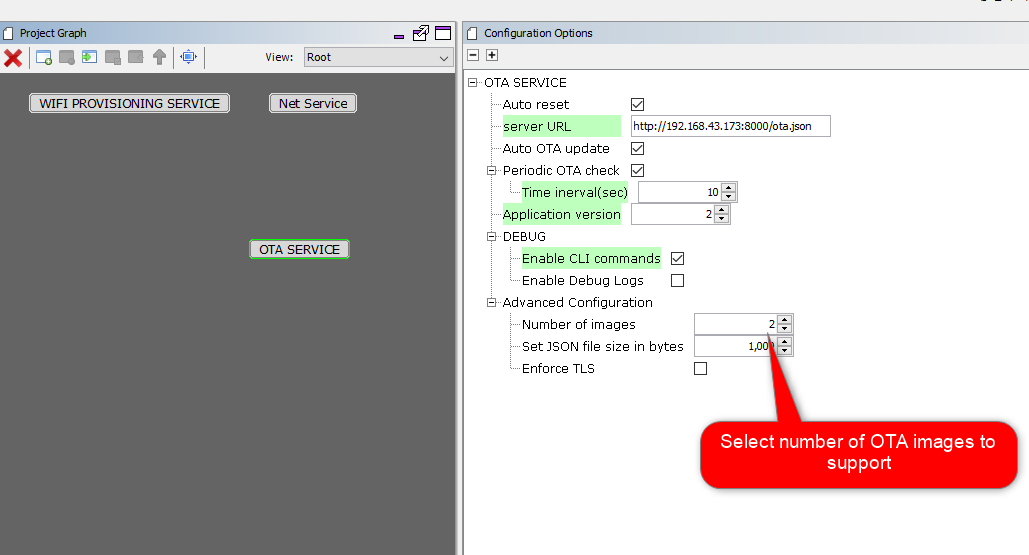 Project Graph
View: Root
WIFI PROVISIONING SERVICE
Net Service
OTA SERVICE
Configuration Options
OTA SERVICE
Auto reset
server URL http://192.168.43.173:8000/ota.json
Auto OTA update
Periodic OTA check
Time inerval(sec) 10
Application version 2
DEBUG
Enable CLI commands
Enable Debug Logs
Advanced Configuration
Number of images 2
Set JSON file size in bytes
Enforce TLS
Select number of OTA images to
support